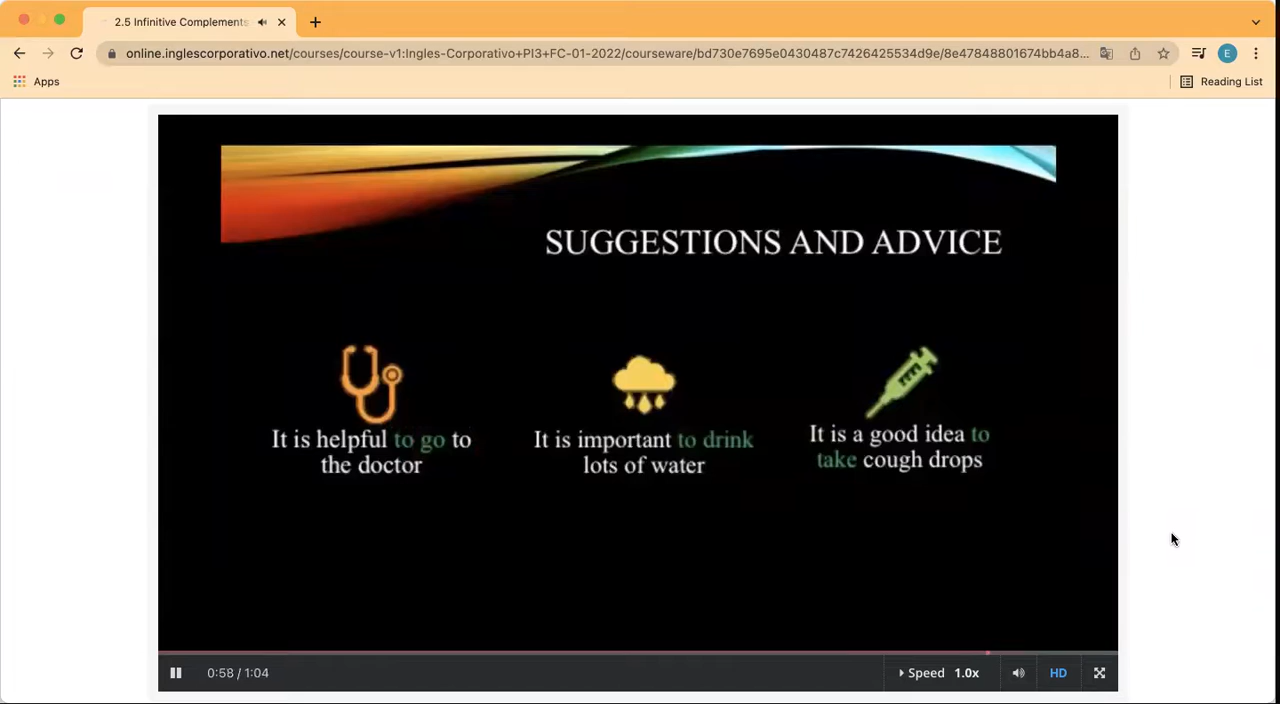 2.5 Infinitive Complements
online.inglescorporativo.net/courses/course-v1:Ingles-Corporativo+PI3+FC-01-2022/courseware/bd730e7695e0430487c7426425534d9e/8e47848801674bb4a8...
E
Apps
Reading List
SUGGESTIONS AND ADVICE
It is helpful to go to
the doctor
It is important to drink
lots of water
It is a good idea to
take cough drops
0:58 / 1:04
Speed 1.0x
HD